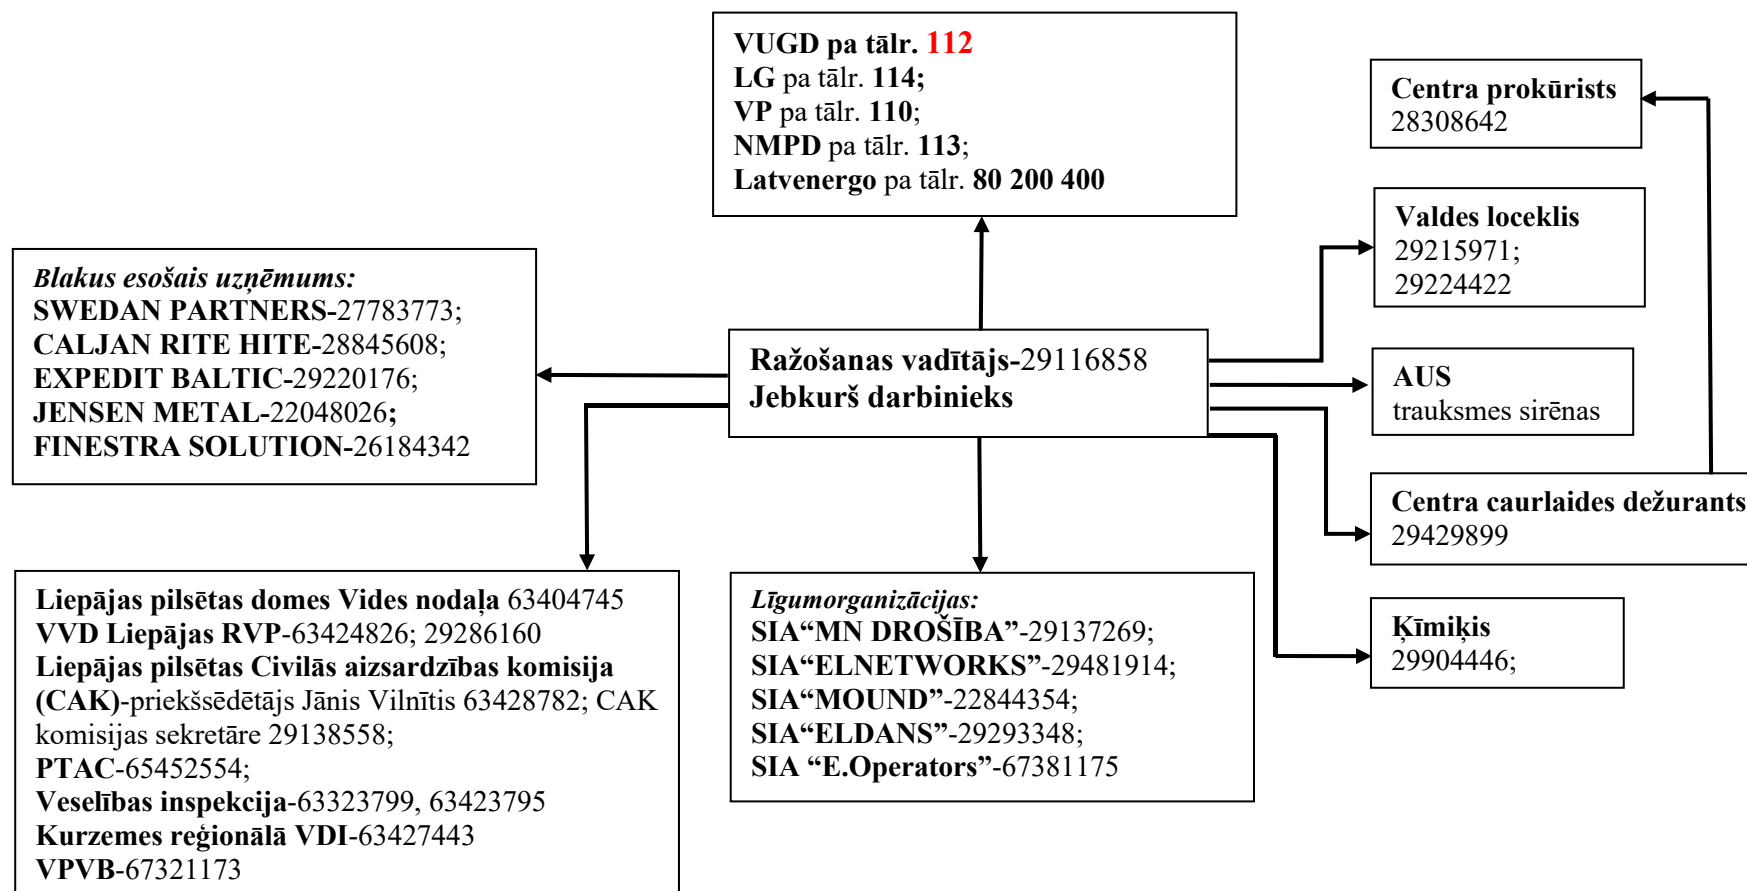 VUGD pa tālr. 112
LG pa tālr. 114;
VP pa tālr. 110;
NMPD pa tālr. 113;
Latvenergo pa tālr. 80 200 400
Centra prokūrists
28308642
Valdes loceklis
29215971;
29224422
Blakus esošais uzņēmums:
SWEDAN PARTNERS-27783773;
CALJAN RITE HITE-28845608;
EXPEDIT BALTIC-29220176;
JENSEN METAL-22048026;
FINESTRA SOLUTION-26184342
Ražošanas vadītājs-29116858
Jebkurš darbinieks
AUS
trauksmes sirēnas
Centra caurlaides dežurants
29429899
Liepājas pilsētas domes Vides nodaļa 63404745
VVD Liepājas RVP-63424826; 29286160
Liepājas pilsētas Civilās aizsardzības komisija
(CAK)-priekšsēdētājs Jānis Vilnītis 63428782; CAK
komisijas sekretāre 29138558;
PTAC-65452554;
Veselības inspekcija-63323799, 63423795
Kurzemes reģionālā VDI-63427443
VPVB-67321173
Līgumorganizācijas:
SIA“MN DROŠĪBA”-29137269;
SIA“ELNETWORKS”-29481914;
SIA“MOUND”-22844354;
SIA“ELDANS”-29293348;
SIA “E.Operators”-67381175
Ķīmiķis
29904446;